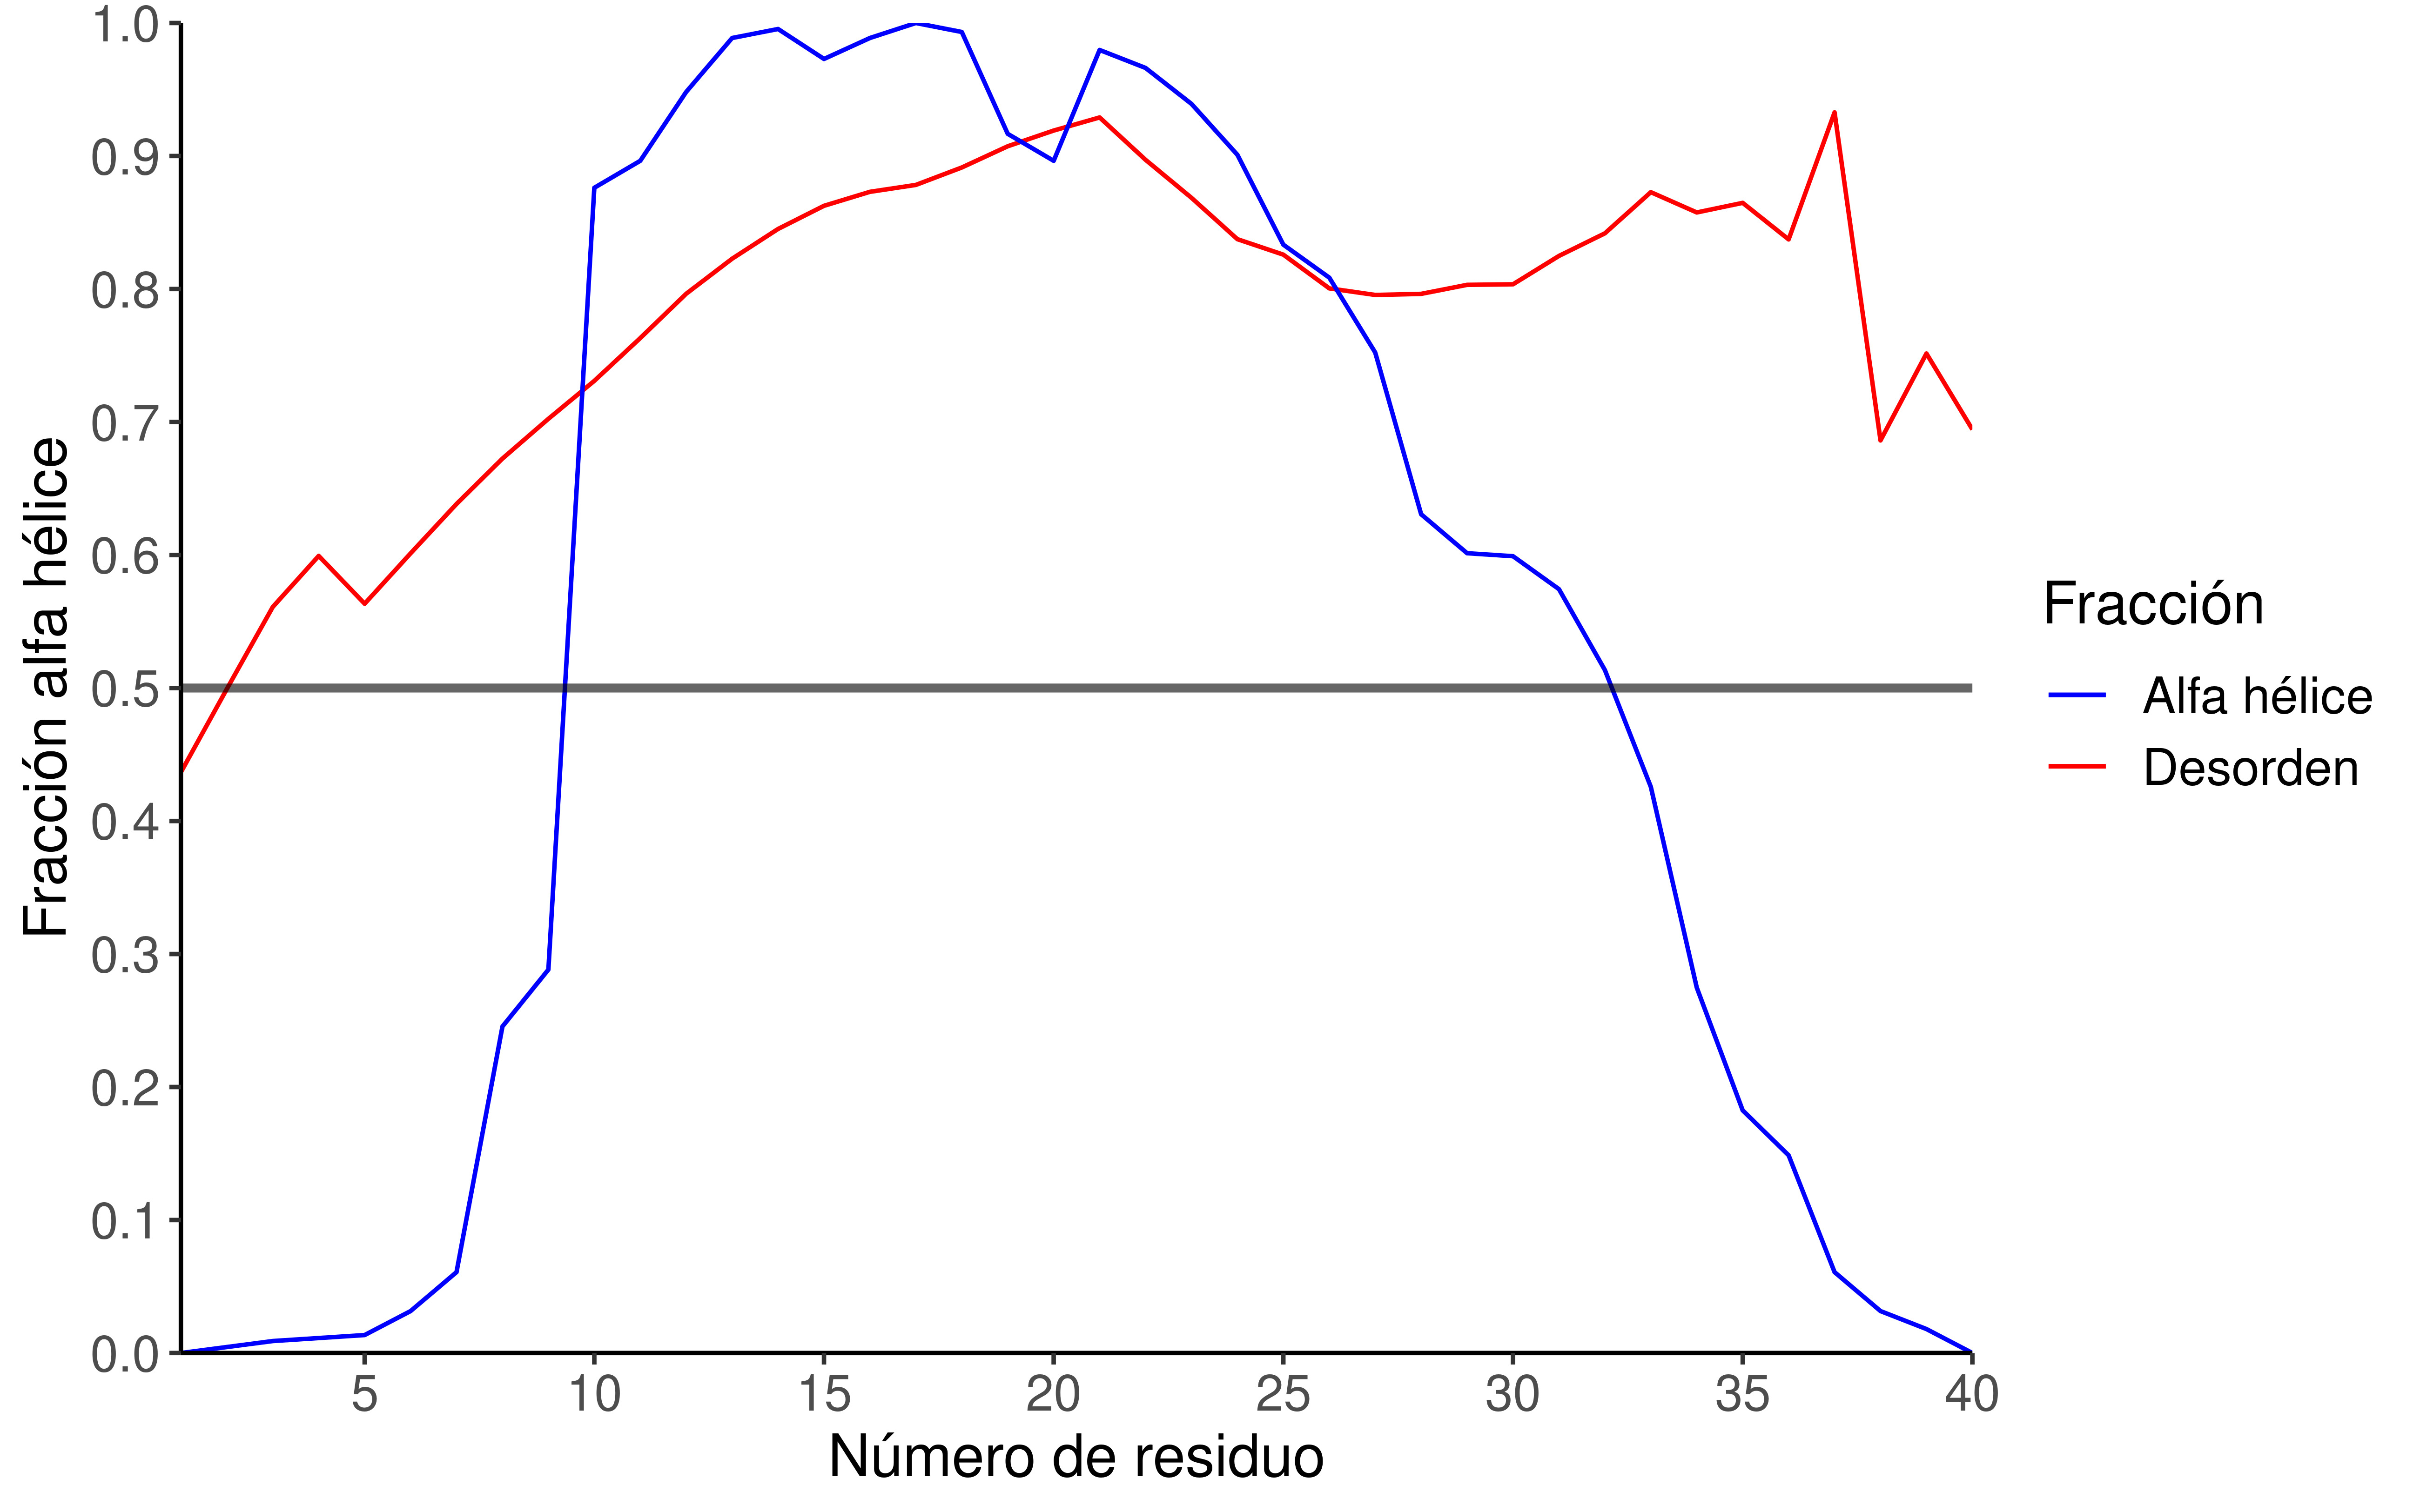 Fracción alfa hélice
1.0
0.9
0.8
0.7
0.6
0.5
0.4
0.3
0.2
0.1
0.0
5 10 15 20 25 30 35 40
Número de residuo
Fracción
Alfa hélice
Desorden